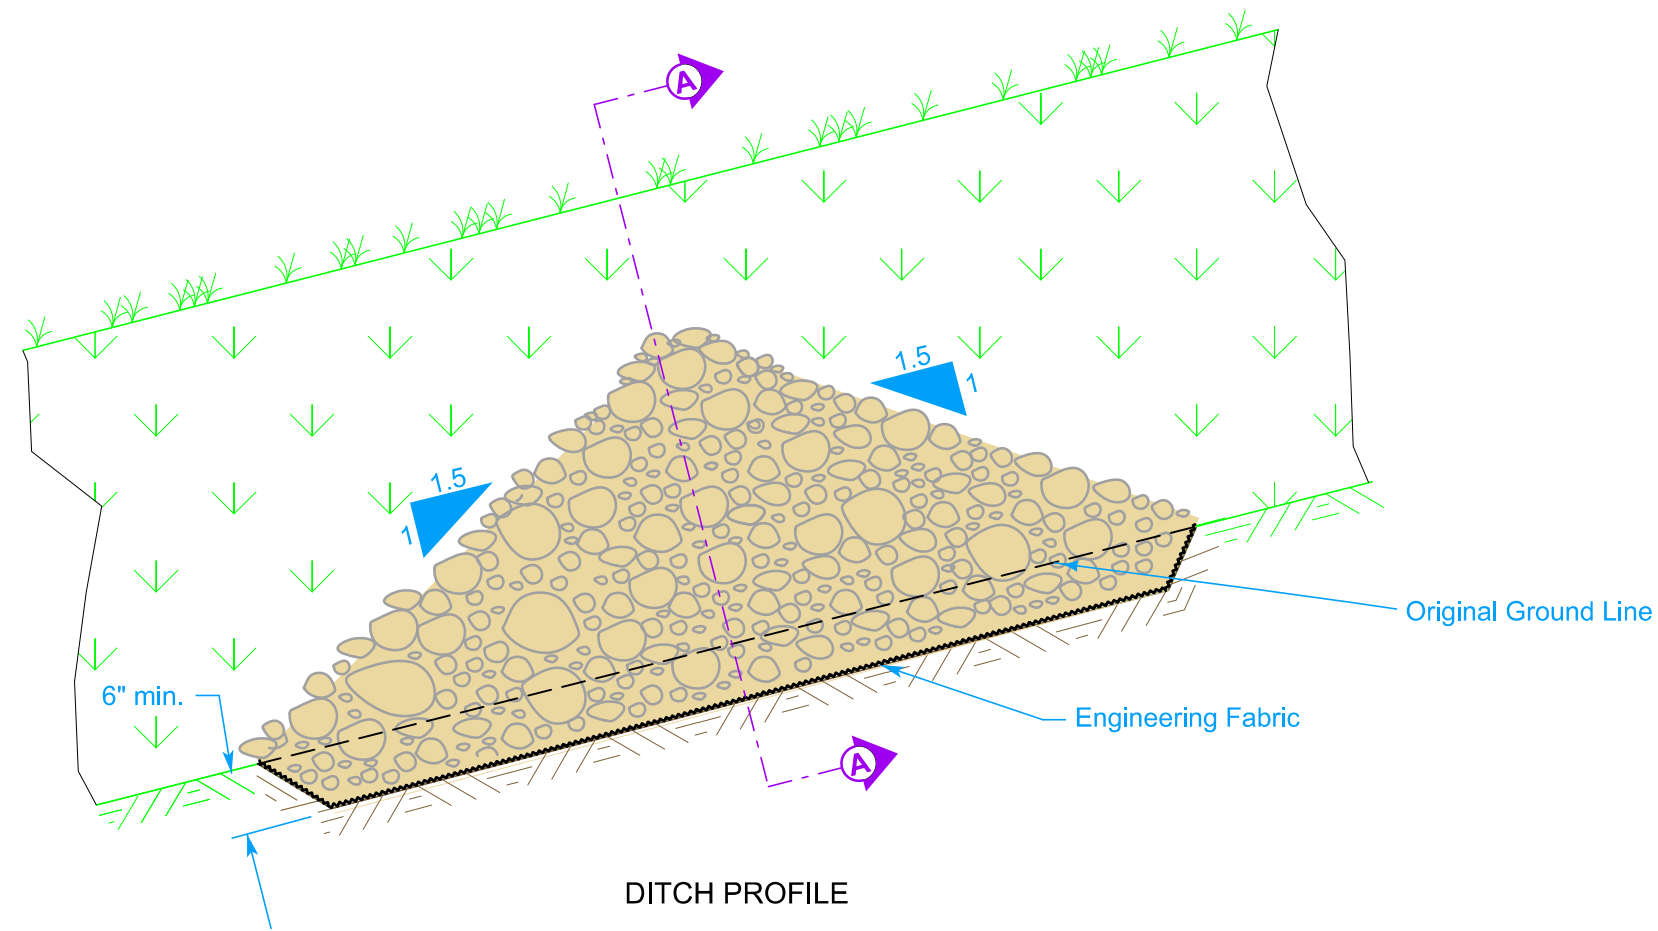 A
1.5
1
1.5
1
Original Ground Line
6" min.
Engineering Fabric
A
DITCH PROFILE